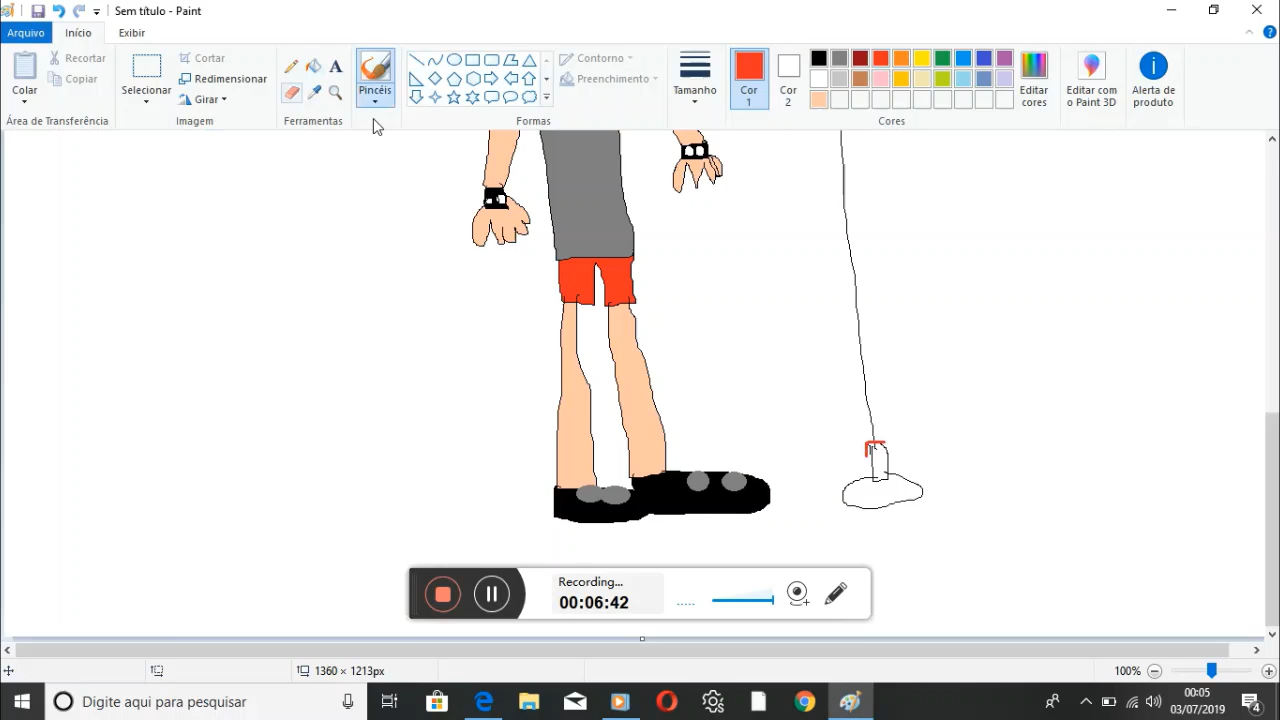 Sem título - Paint
Arquivo Início Exibir
Colar
Recortar
Copiar
Área de Transferência
Selecionar
Cortar
Redimensionar
Girar
Imagem
A
Ferramentas
Pincéis
Contorno
Preenchimento
Formas
Tamanho
Cor 1
Cor 2
Editar cores
Cores
Editar com o Paint 3D
Alerta de produto
Recording...
00:06:42
1360 × 1213px
100%
Digite aqui para pesquisar
00:05
03/07/2019
4